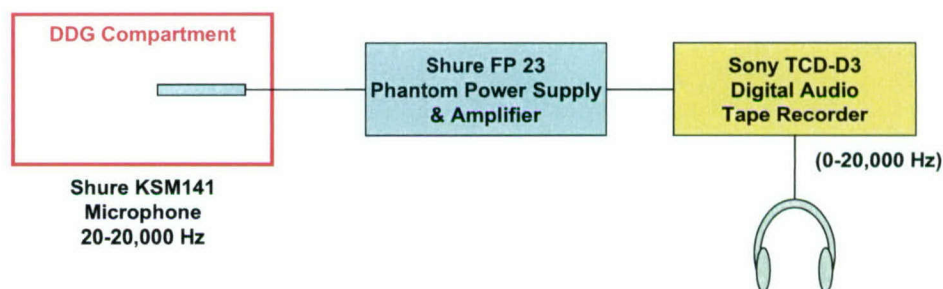 DDG Compartment
Shure FP 23
Phantom Power Supply
& Amplifier
Sony TCD-D3
Digital Audio
Tape Recorder
(0-20,000 Hz)
Shure KSM141
Microphone
20-20,000 Hz